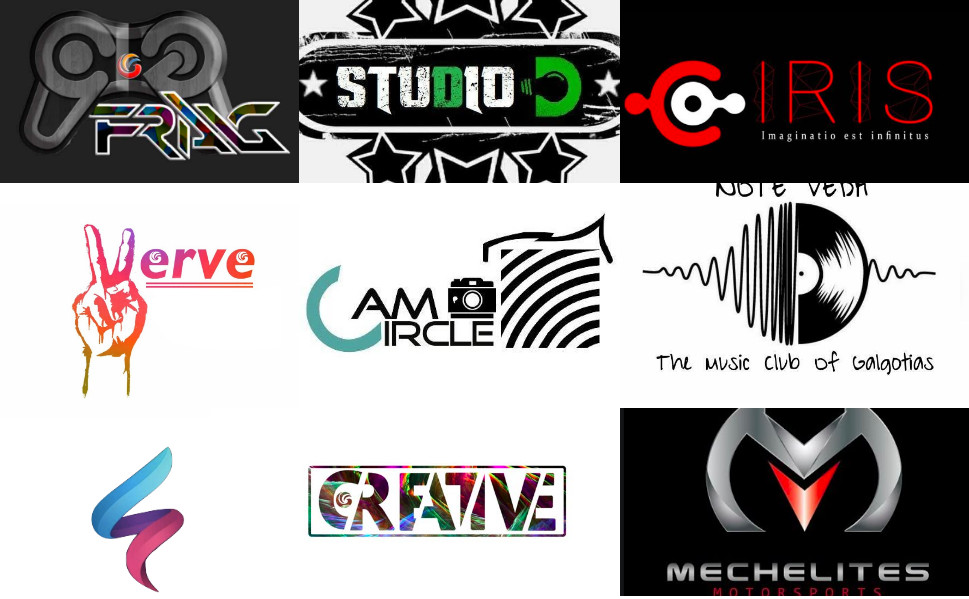 FRAG
STUDIO D
IRIS
Imaginatio est infinitus
Verve
CAM
CIRCLE
NOTE VEDA
The Music Club Of Galgotias
CREATIVE
MECHELITES
MOTORSPORTS